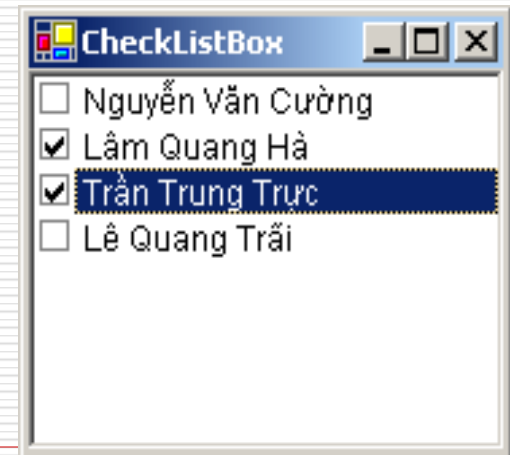 CheckListBox
Nguyễn Văn Cường
Lâm Quang Hà
Trần Trung Trực
Lê Quang Trãi